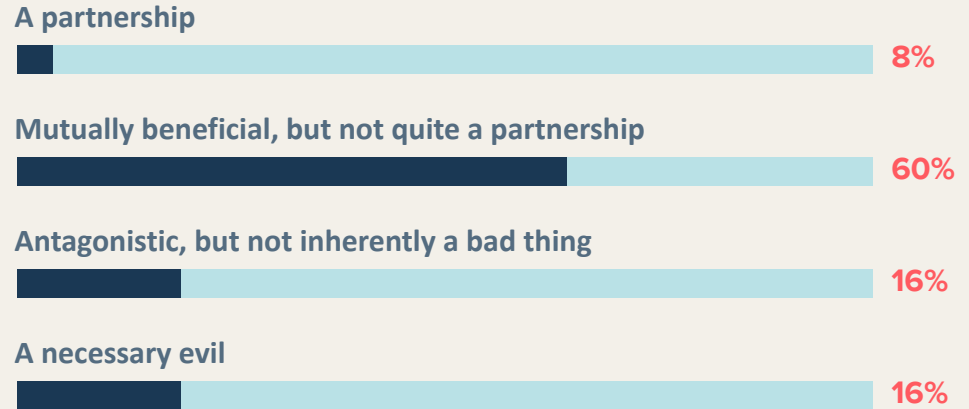 A partnership
8%
Mutually beneficial, but not quite a partnership
60%
Antagonistic, but not inherently a bad thing
16%
A necessary evil
16%